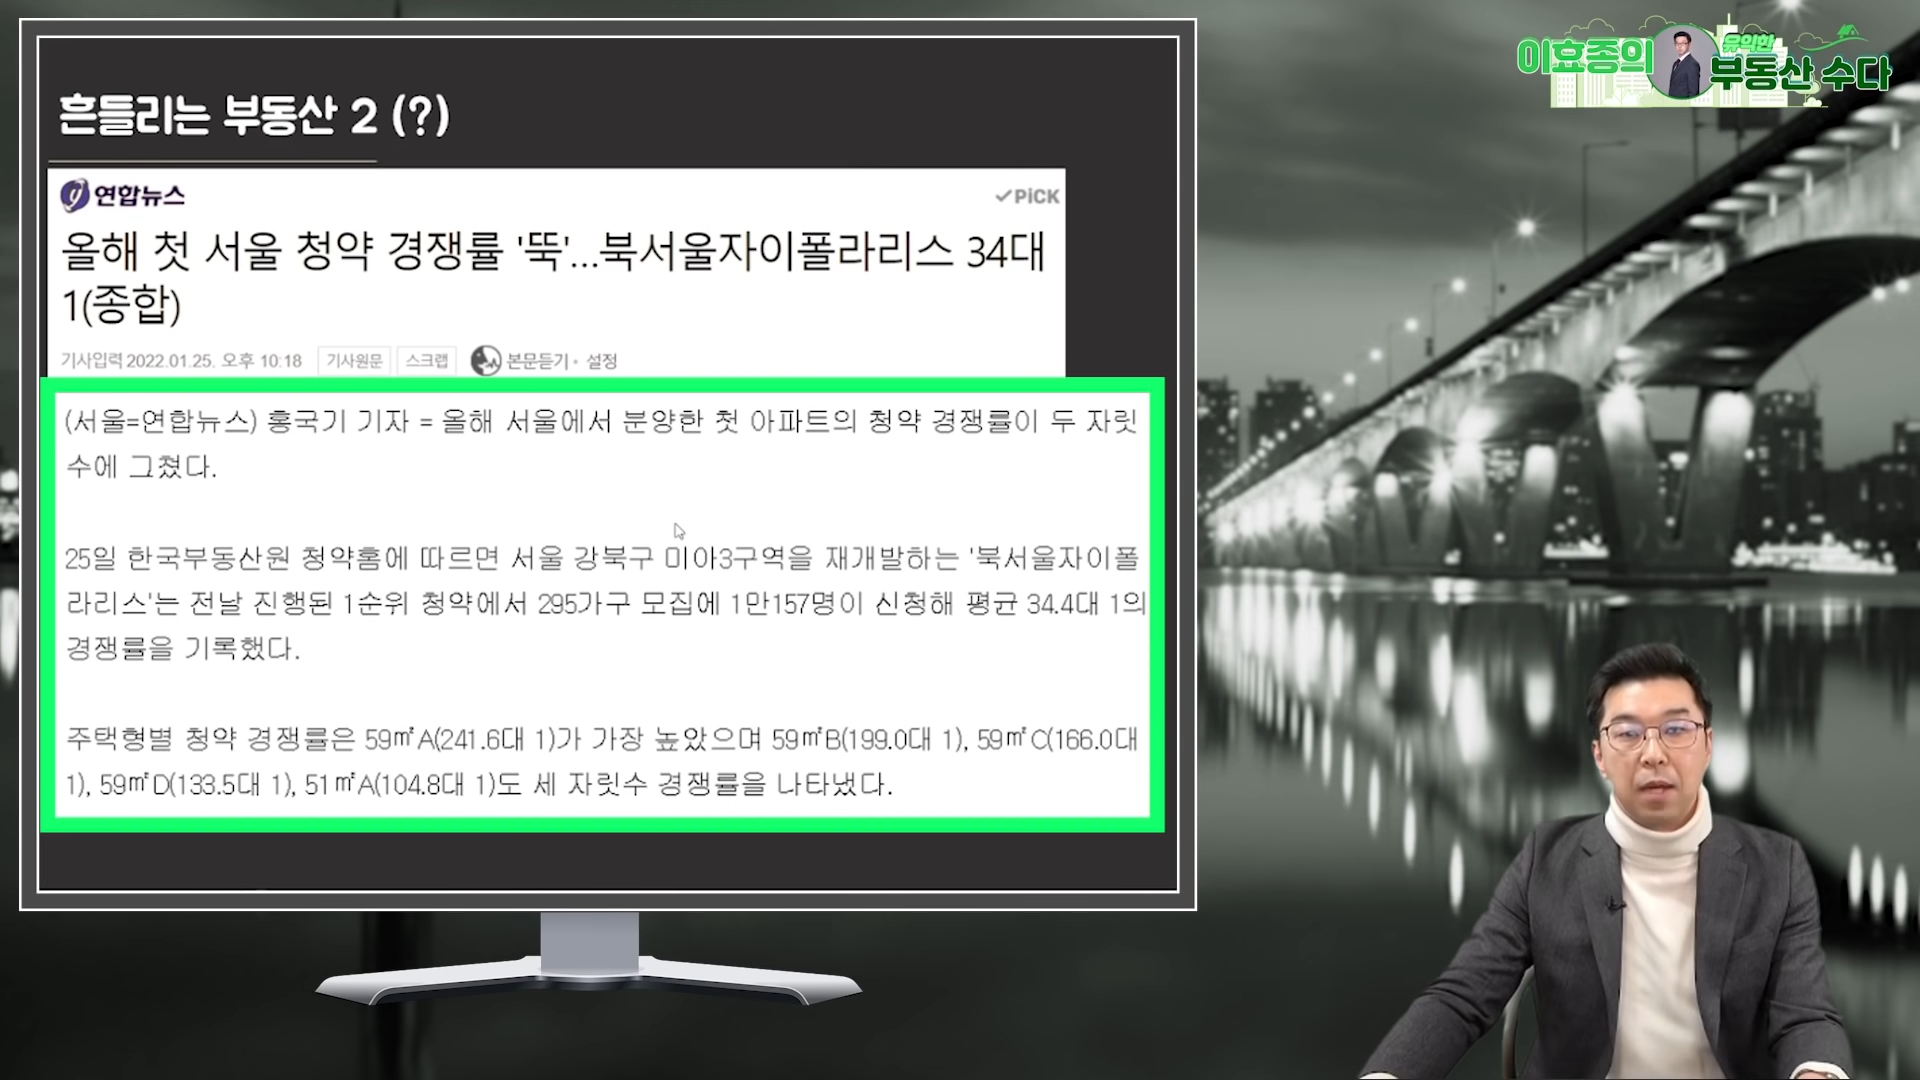 이효종의
유익한
부동산 수다
흔들리는 부동산 2 (?)
연합뉴스
PiCK
올해 첫 서울 청약 경쟁률 '뚝'...북서울자이폴라리스 34대
1(종합)
기사입력 2022.01.25. 오후 10:18 기사원문 스크랩 본문듣기 · 설정
(서울=연합뉴스) 홍국기 기자 = 올해 서울에서 분양한 첫 아파트의 청약 경쟁률이 두 자릿
수에 그쳤다.
25일 한국부동산원 청약홈에 따르면 서울 강북구 미아3구역을 재개발하는 '북서울자이폴
라리스'는 전날 진행된 1순위 청약에서 295가구 모집에 1만157명이 신청해 평균 34.4대 1의
경쟁률을 기록했다.
주택형별 청약 경쟁률은 59㎡A(241.6대 1)가 가장 높았으며 59㎡B(199.0대 1), 59㎡C(166.0대
1), 59㎡D(133.5대 1), 51㎡A(104.8대 1)도 세 자릿수 경쟁률을 나타냈다.